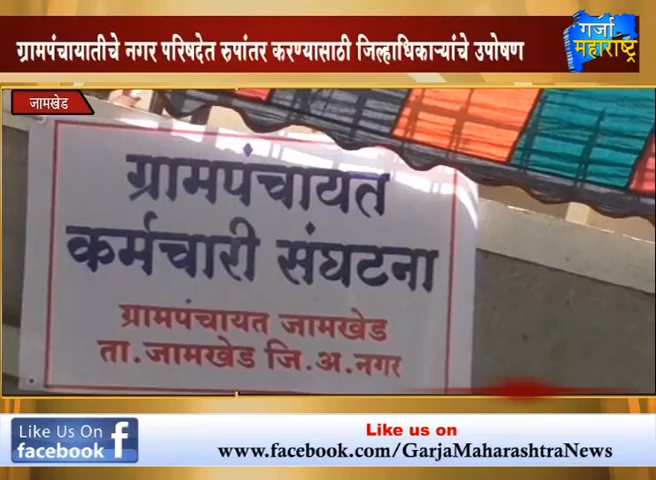 ग्रामपंचायातीचे नगर परिषदेत रुपांतर करण्यासाठी जिल्हाधिकाऱ्यांचे उपोषण
गर्जा
महाराष्ट्र
जामखेड
ग्रामपंचायत
कर्मचारी संघटना
ग्रामपंचायत जामखेड
ता.जामखेड जि.अ.नगर
Like Us On
facebook
Like us on
www.facebook.com/GarjaMaharashtraNews